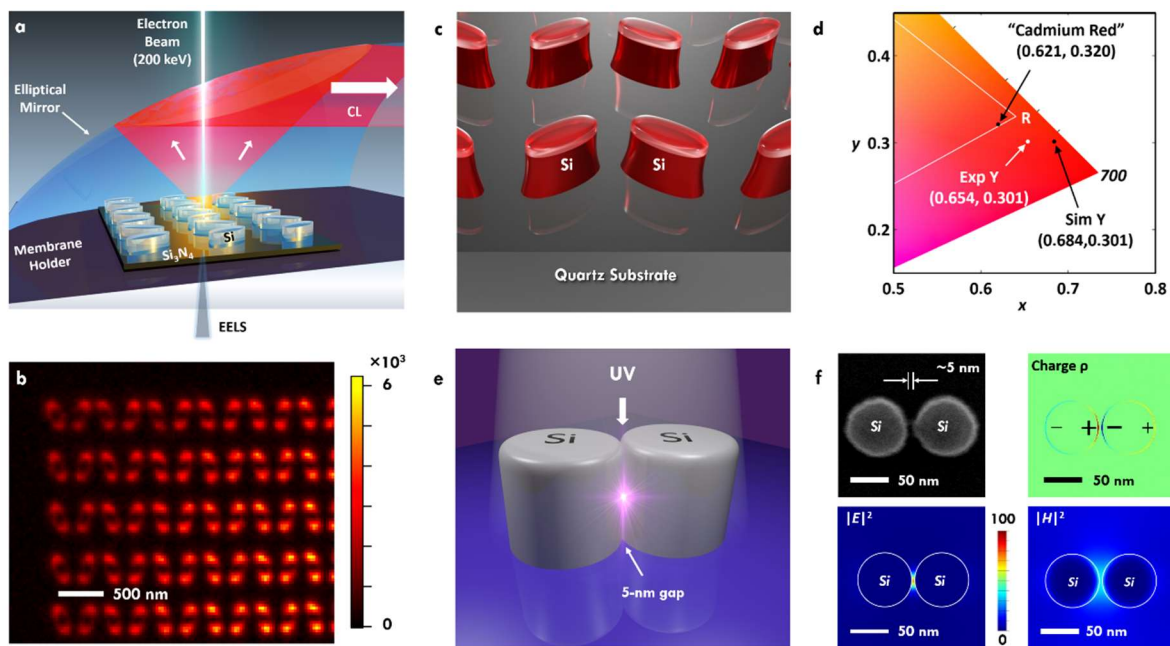 a
Electron
Beam
(200 keV)
Elliptical
Mirror
CL
Si
Si₃N₄
Membrane
Holder
EELS
b
×10³
6
0
500 nm
c
Si
Si
Quartz Substrate
d
"Cadmium Red"
(0.621, 0.320)
0.4
R
y
0.3
Exp Y
(0.654, 0.301)
700
Sim Y
(0.684,0.301)
0.2
0.5
0.6
0.7
0.8
x
e
UV
Si
Si
5-nm gap
f
~5 nm
Si
Si
50 nm
Charge ρ
−
+
−
+
50 nm
|E|²
100
0
Si
Si
50 nm
|H|²
Si
Si
50 nm